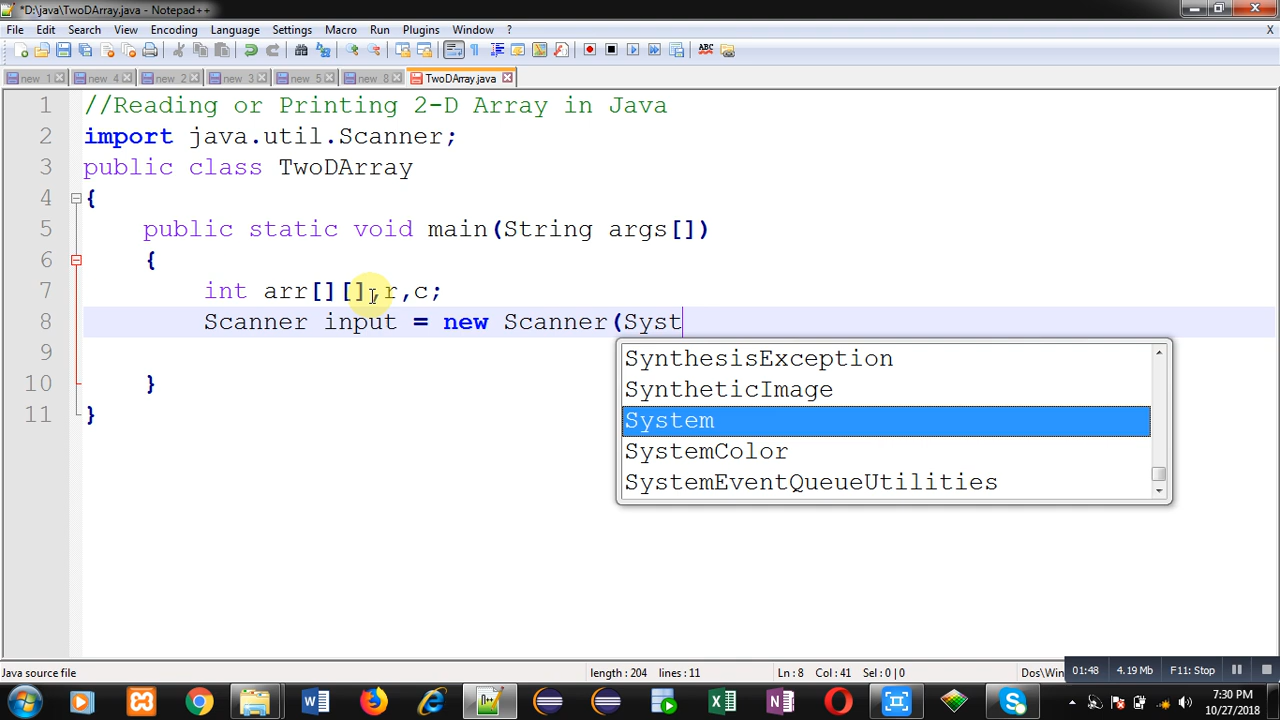 *D:\java\TwoDArray.java - Notepad++
File Edit Search View Encoding Language Settings Macro Run Plugins Window ? X
new 1 new 4 new 2 new 3 new 5 new 8 TwoDArray.java
1 //Reading or Printing 2-D Array in Java
2 import java.util.Scanner;
3 public class TwoDArray
4 {
5 public static void main(String args[])
6 {
7 int arr[][],r,c;
8 Scanner input = new Scanner(Syst
9
SynthesisException
SyntheticImage
System
SystemColor
SystemEventQueueUtilities
10 }
11 }
Java source file length : 204 lines : 11 Ln : 8 Col : 41 Sel : 0 | 0 Dos\Win
01:48 4.19 Mb F11: Stop
7:30 PM
10/27/2018